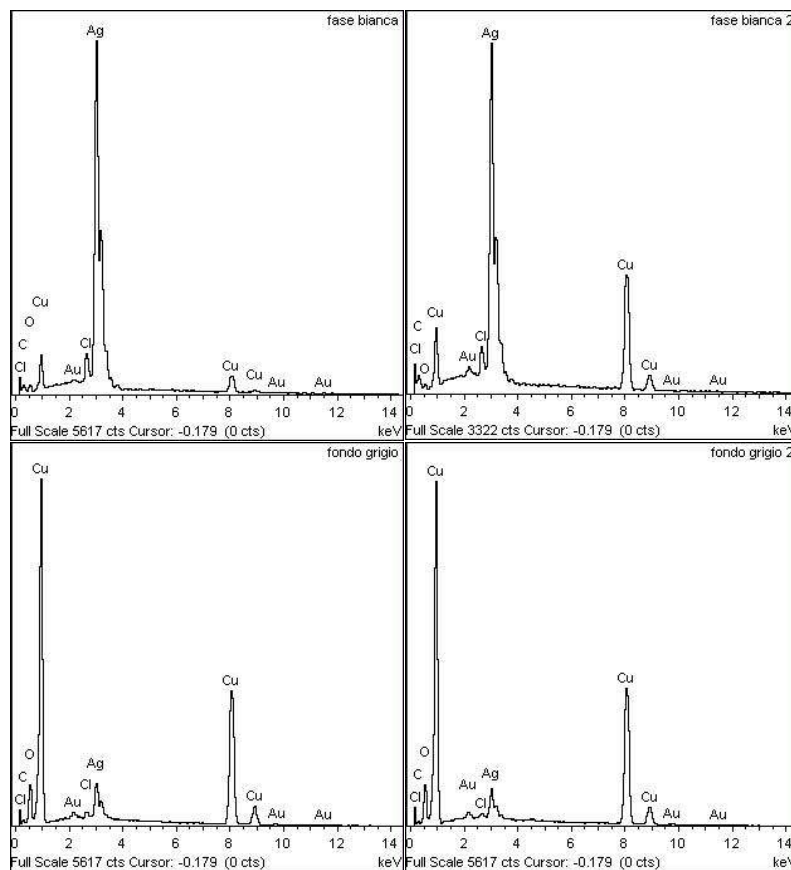 fase bianca
Ag
Cu
O
C
Cl
Au
Cl
Cu
Cu
Au
Au
0 2 4 6 8 10 12 14
Full Scale 5617 cts Cursor: -0.179 (0 cts) keV
fase bianca 2
Ag
Cu
Cu
C
Cl
O
Au
Cl
Cu
Au
Au
0 2 4 6 8 10 12 14
Full Scale 3322 cts Cursor: -0.179 (0 cts) keV
fondo grigio
Cu
Cu
O
C
Cl
Ag
Cl
Au
Cu
Au
Au
0 2 4 6 8 10 12 14
Full Scale 5617 cts Cursor: -0.179 (0 cts) keV
fondo grigio 2
Cu
Cu
O
C
Cl
Au
Ag
Cl
Cu
Au
Au
0 2 4 6 8 10 12 14
Full Scale 5617 cts Cursor: -0.179 (0 cts) keV